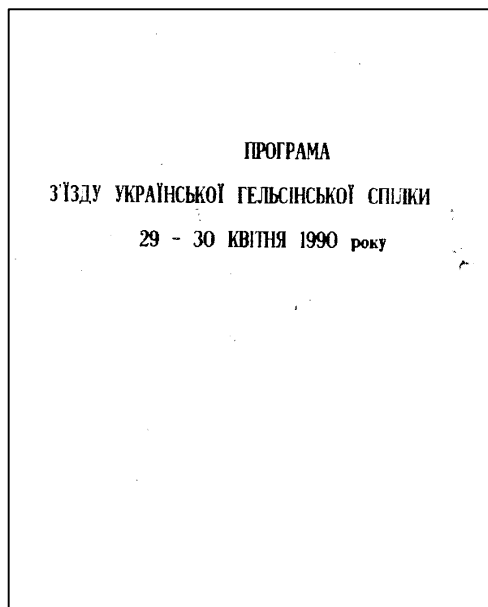 ПРОГРАМА
З'ЇЗДУ УКРАЇНСЬКОЇ ГЕЛЬСІНСЬКОЇ СПІЛКИ
29 - 30 КВІТНЯ 1990 року